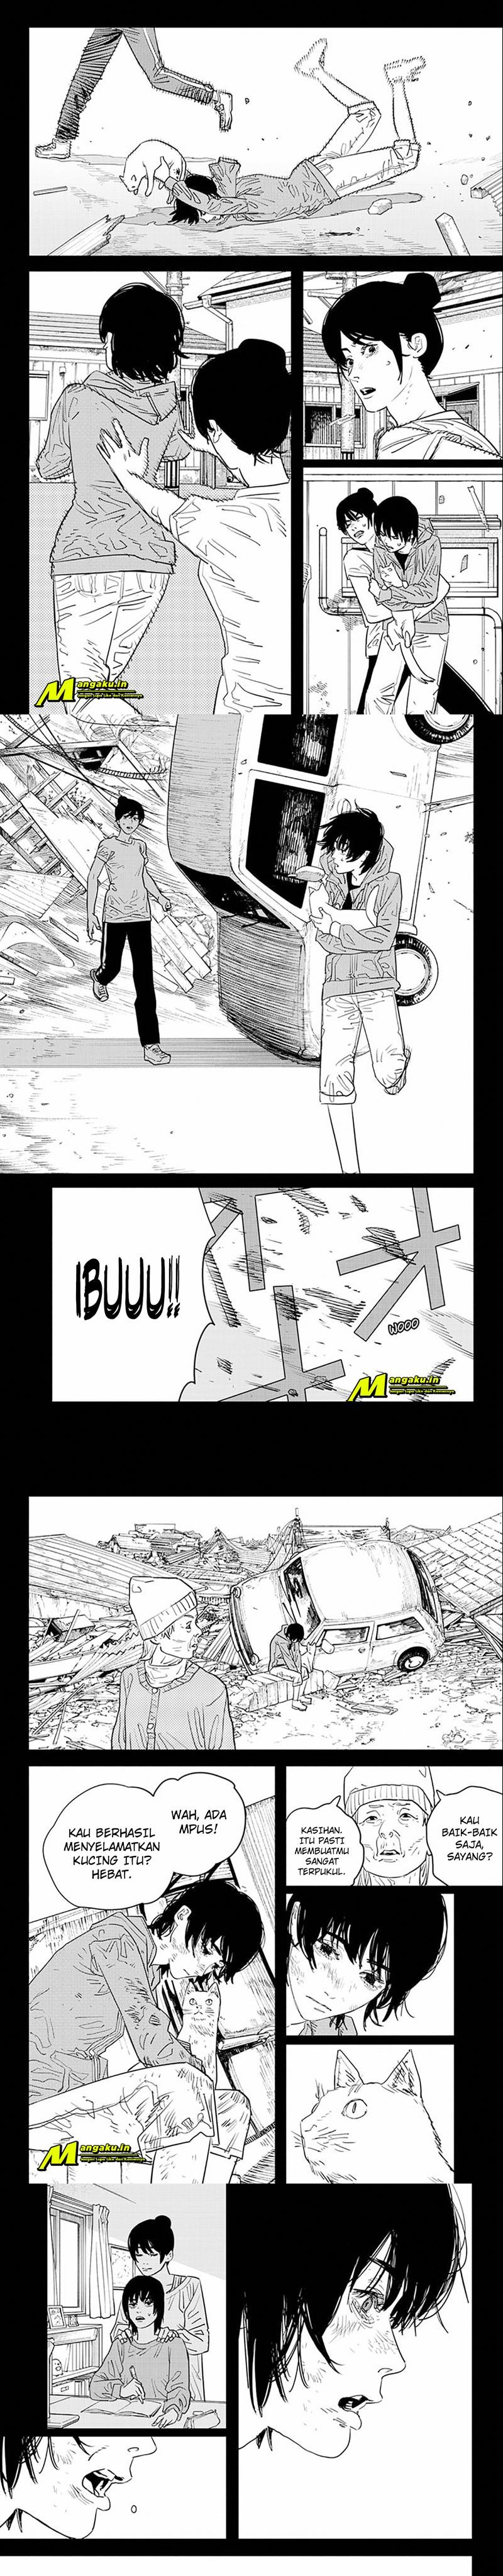 Mangaku.in
IBUUU!!
WOOO
Mangaku.in
WAH, ADA
MPUS!
KAU BERHASIL
MENYELAMATKAN
KUCING ITU?
HEBAT.
KAU
BAIK-BAIK
SAJA,
SAYANG?
KASIHAN.
ITU PASTI
MEMBUATMU
SANGAT
TERPUKUL.
Mangaku.in
O